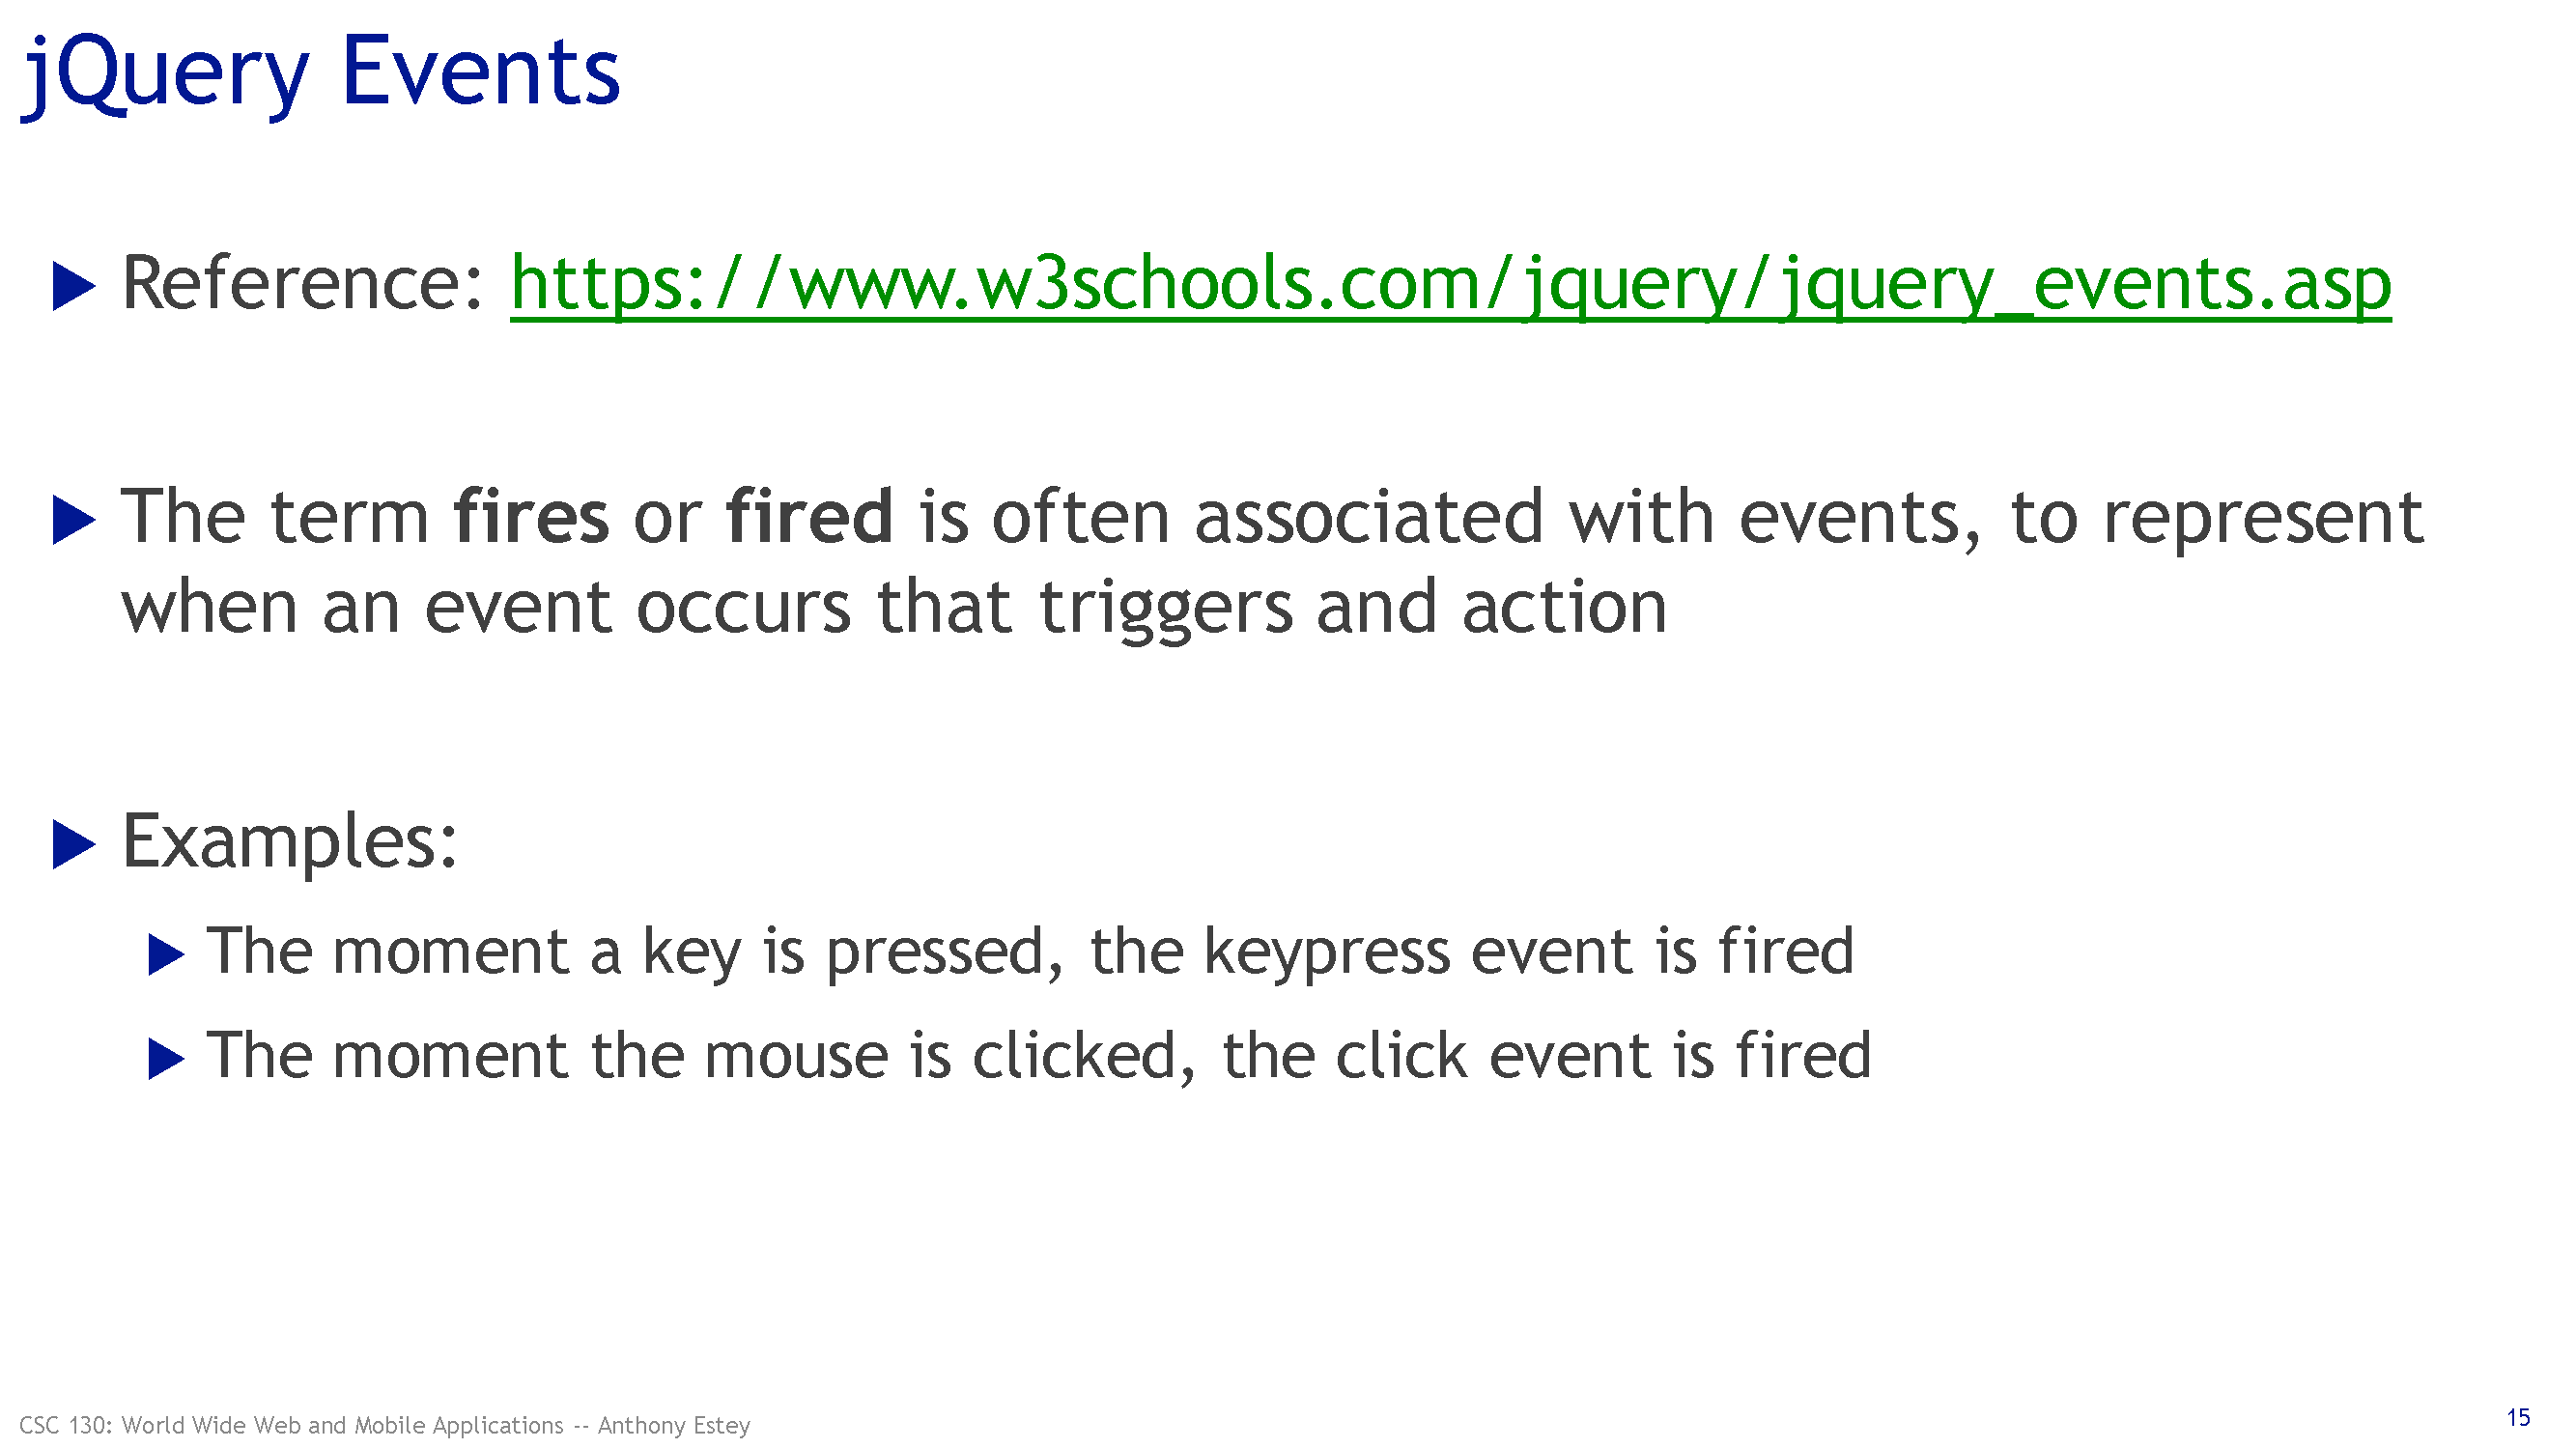 jQuery Events
Reference: https://www.w3schools.com/jquery/jquery_events.asp
The term fires or fired is often associated with events, to represent
when an event occurs that triggers and action
Examples:
The moment a key is pressed, the keypress event is fired
The moment the mouse is clicked, the click event is fired
CSC 130: World Wide Web and Mobile Applications -- Anthony Estey
15